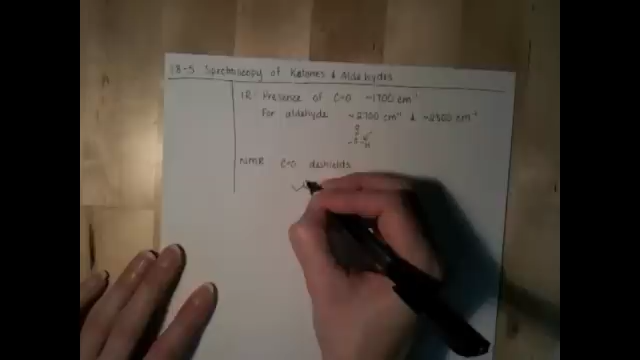 18-5 Spectroscopy of Ketones & Aldehydes
IR Presence of C=O ~1700 cm⁻¹
For aldehyde ~2700 cm⁻¹ & ~2800 cm⁻¹
NMR C=O deshields